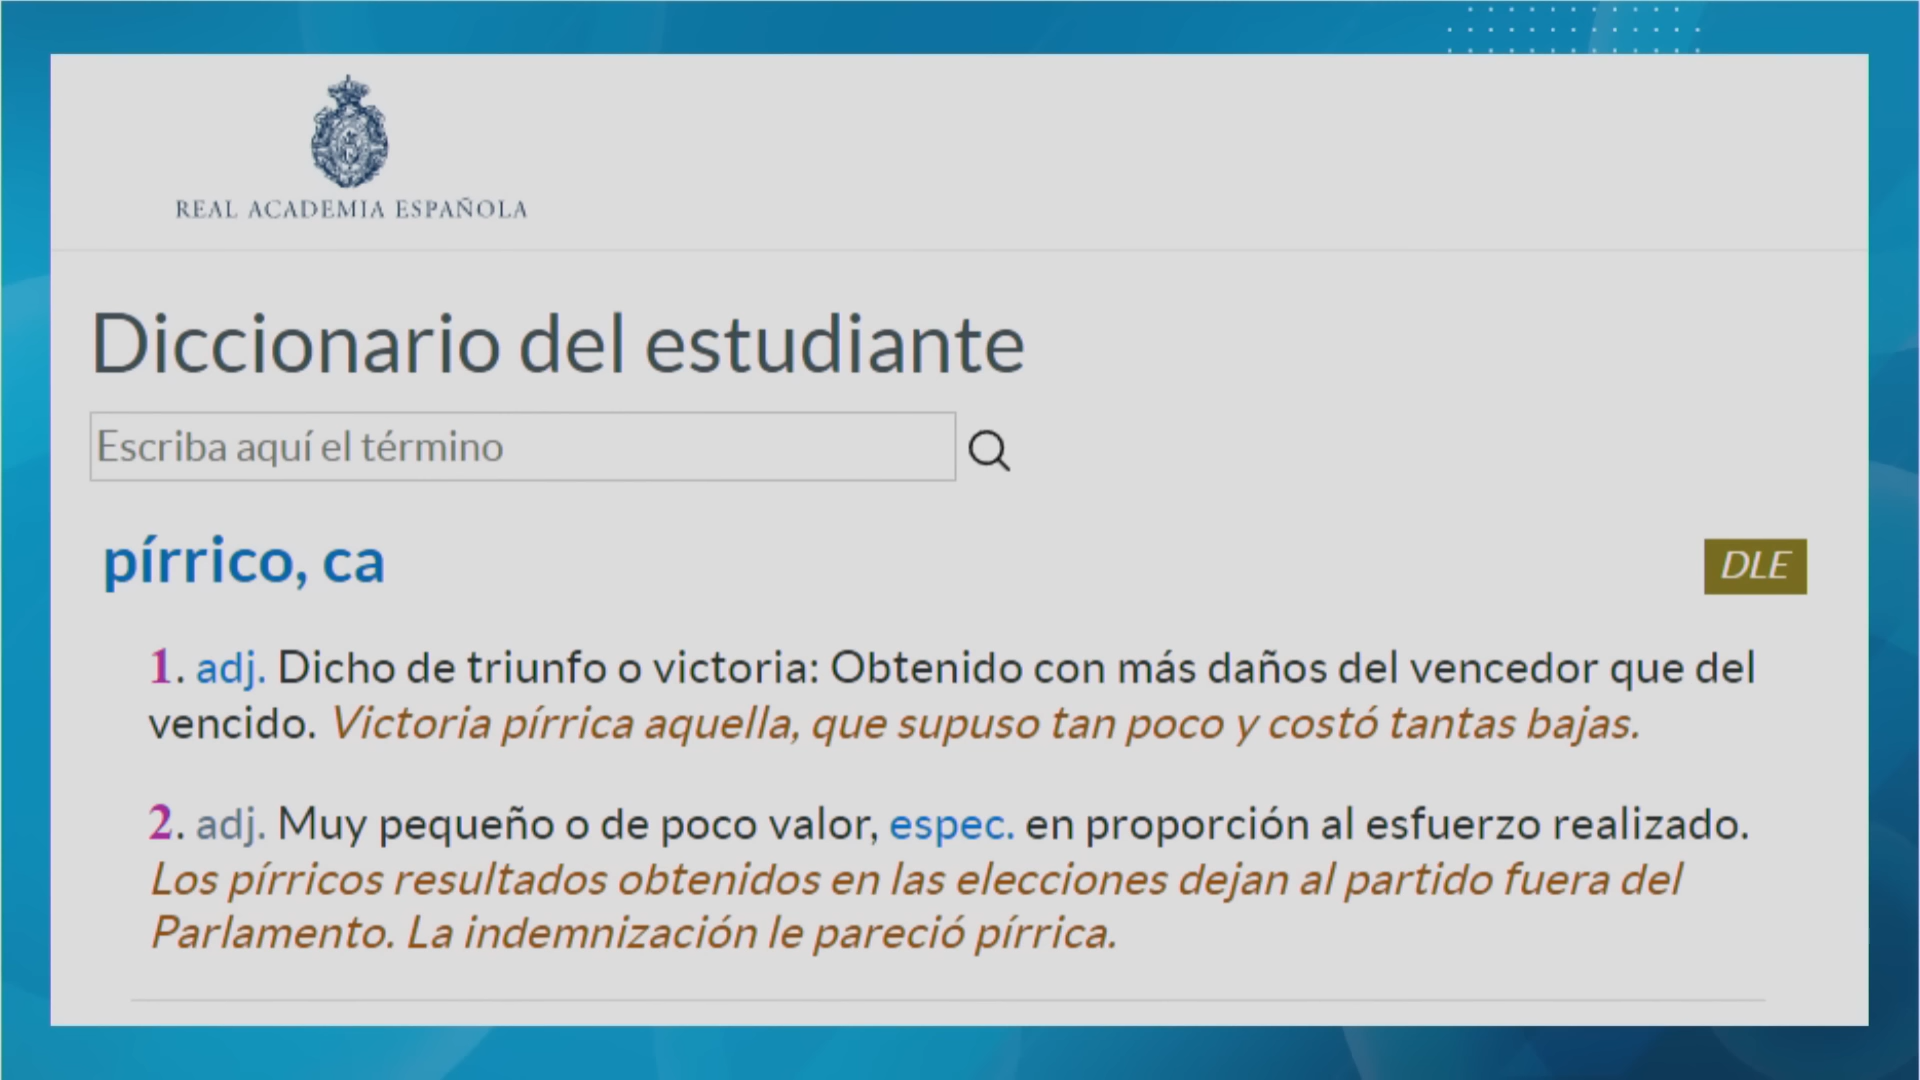 REAL ACADEMIA ESPAÑOLA
Diccionario del estudiante
Escriba aquí el término
pírrico, ca
DLE
1. adj. Dicho de triunfo o victoria: Obtenido con más daños del vencedor que del
vencido. Victoria pírrica aquella, que supuso tan poco y costó tantas bajas.
2. adj. Muy pequeño o de poco valor, espec. en proporción al esfuerzo realizado.
Los pírricos resultados obtenidos en las elecciones dejan al partido fuera del
Parlamento. La indemnización le pareció pírrica.